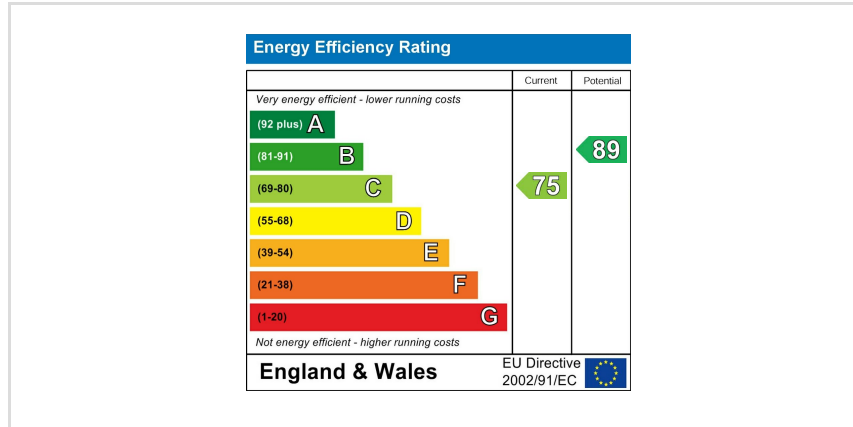 Energy Efficiency Rating
Current Potential
Very energy efficient - lower running costs
(92 plus) A
(81-91) B
89
(69-80) C
75
(55-68) D
(39-54) E
(21-38) F
(1-20) G
Not energy efficient - higher running costs
England & Wales
EU Directive
2002/91/EC